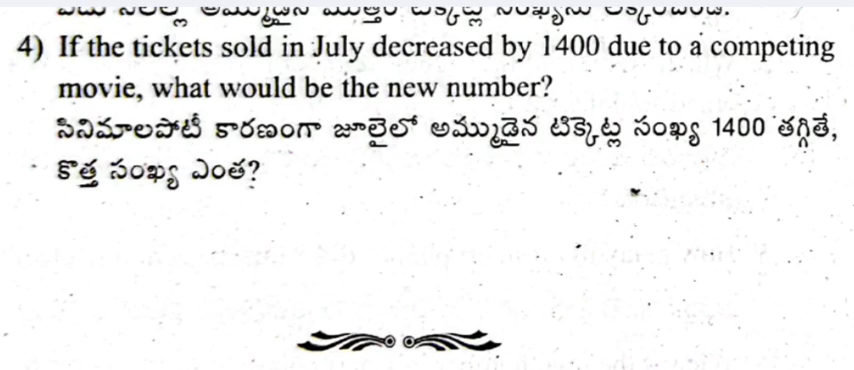 4) If the tickets sold in July decreased by 1400 due to a competing
movie, what would be the new number?
సినిమాలపోటీ కారణంగా జూలైలో అమ్ముడైన టిక్కెట్ల సంఖ్య 1400 తగ్గితే,
కొత్త సంఖ్య ఎంత?